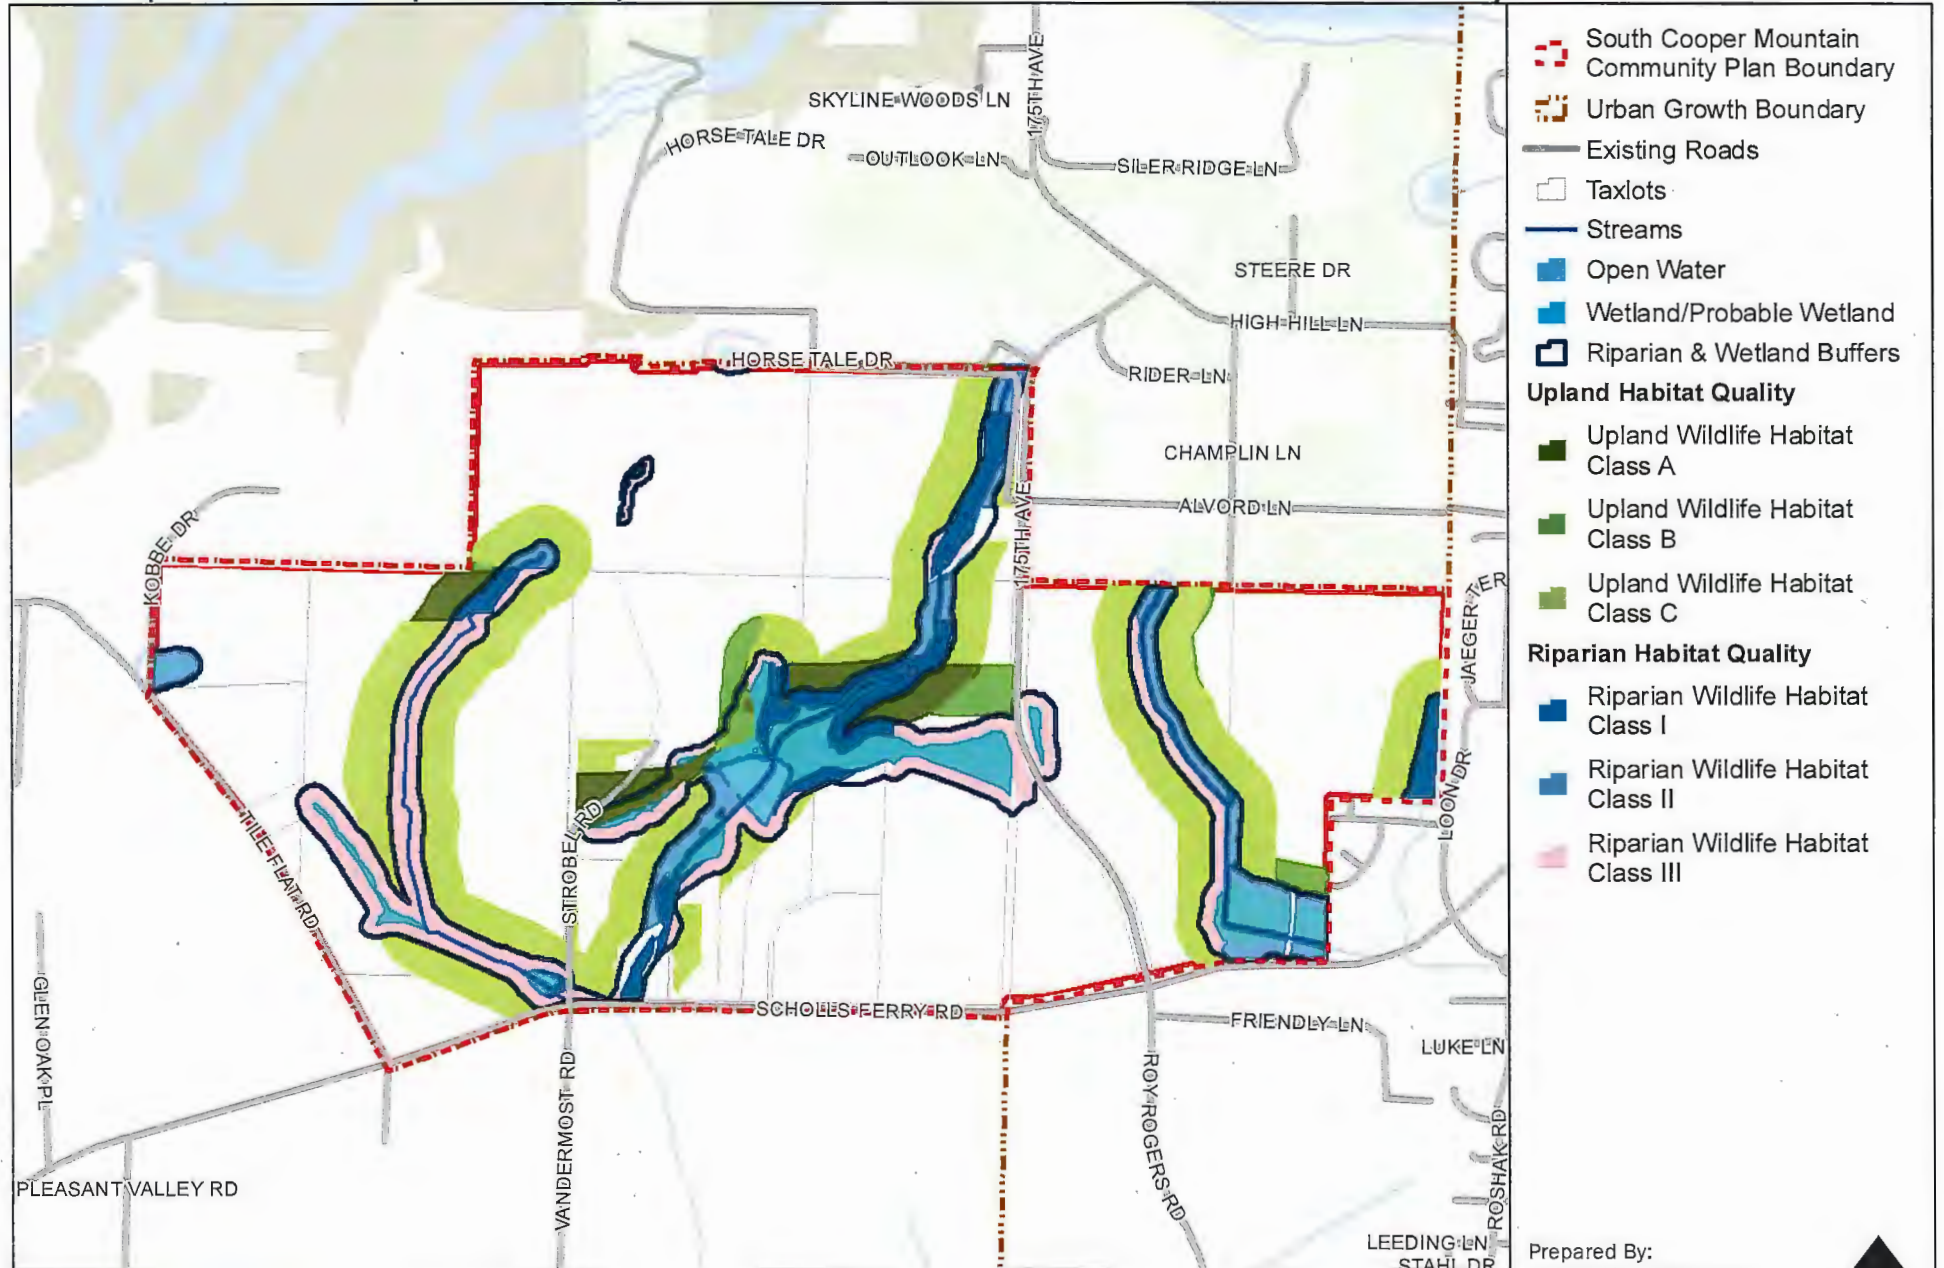 SKYLINE WOODS LN
175TH AVE
HORSE TALE DR
OUTLOOK LN
SILER RIDGE LN
STEERE DR
HIGH HILL LN
HORSE TALE DR
RIDER LN
CHAMPLIN LN
ALVORD LN
175TH AVE
KOBBE DR
JAEGER TER
LOON DR
TILE FLAT RD
STROBEL RD
SCHOLLS FERRY RD
FRIENDLY LN
LUKE LN
GLEN OAK PL
VANDERMOST RD
ROY ROGERS RD
ROSHAK RD
PLEASANT VALLEY RD
LEEDING LN
STAHL DR
South Cooper Mountain
Community Plan Boundary
Urban Growth Boundary
Existing Roads
Taxlots
Streams
Open Water
Wetland/Probable Wetland
Riparian & Wetland Buffers
Upland Habitat Quality
Upland Wildlife Habitat
Class A
Upland Wildlife Habitat
Class B
Upland Wildlife Habitat
Class C
Riparian Habitat Quality
Riparian Wildlife Habitat
Class I
Riparian Wildlife Habitat
Class II
Riparian Wildlife Habitat
Class III
Prepared By: